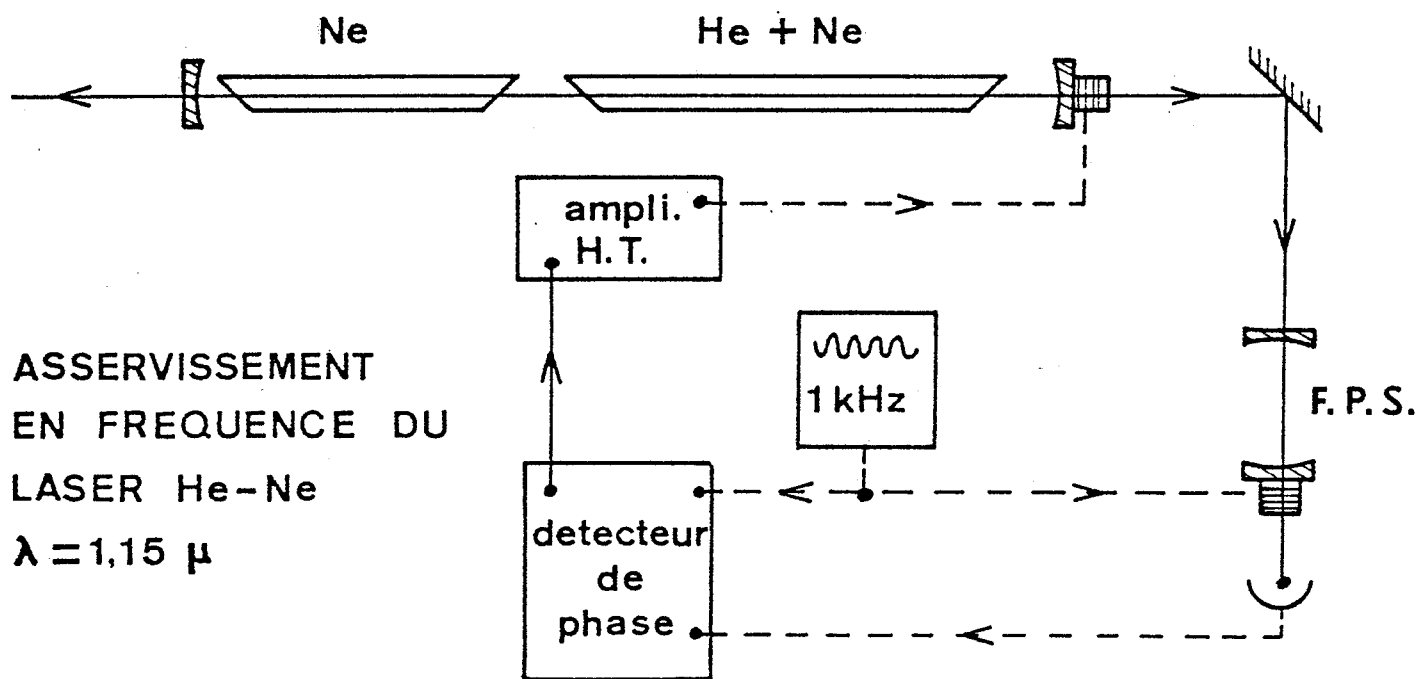 Ne
He + Ne
ampli.
H.T.
1 kHz
ASSERVISSEMENT
EN FREQUENCE DU
LASER He-Ne
λ = 1,15 μ
F. P. S.
detecteur
de
phase